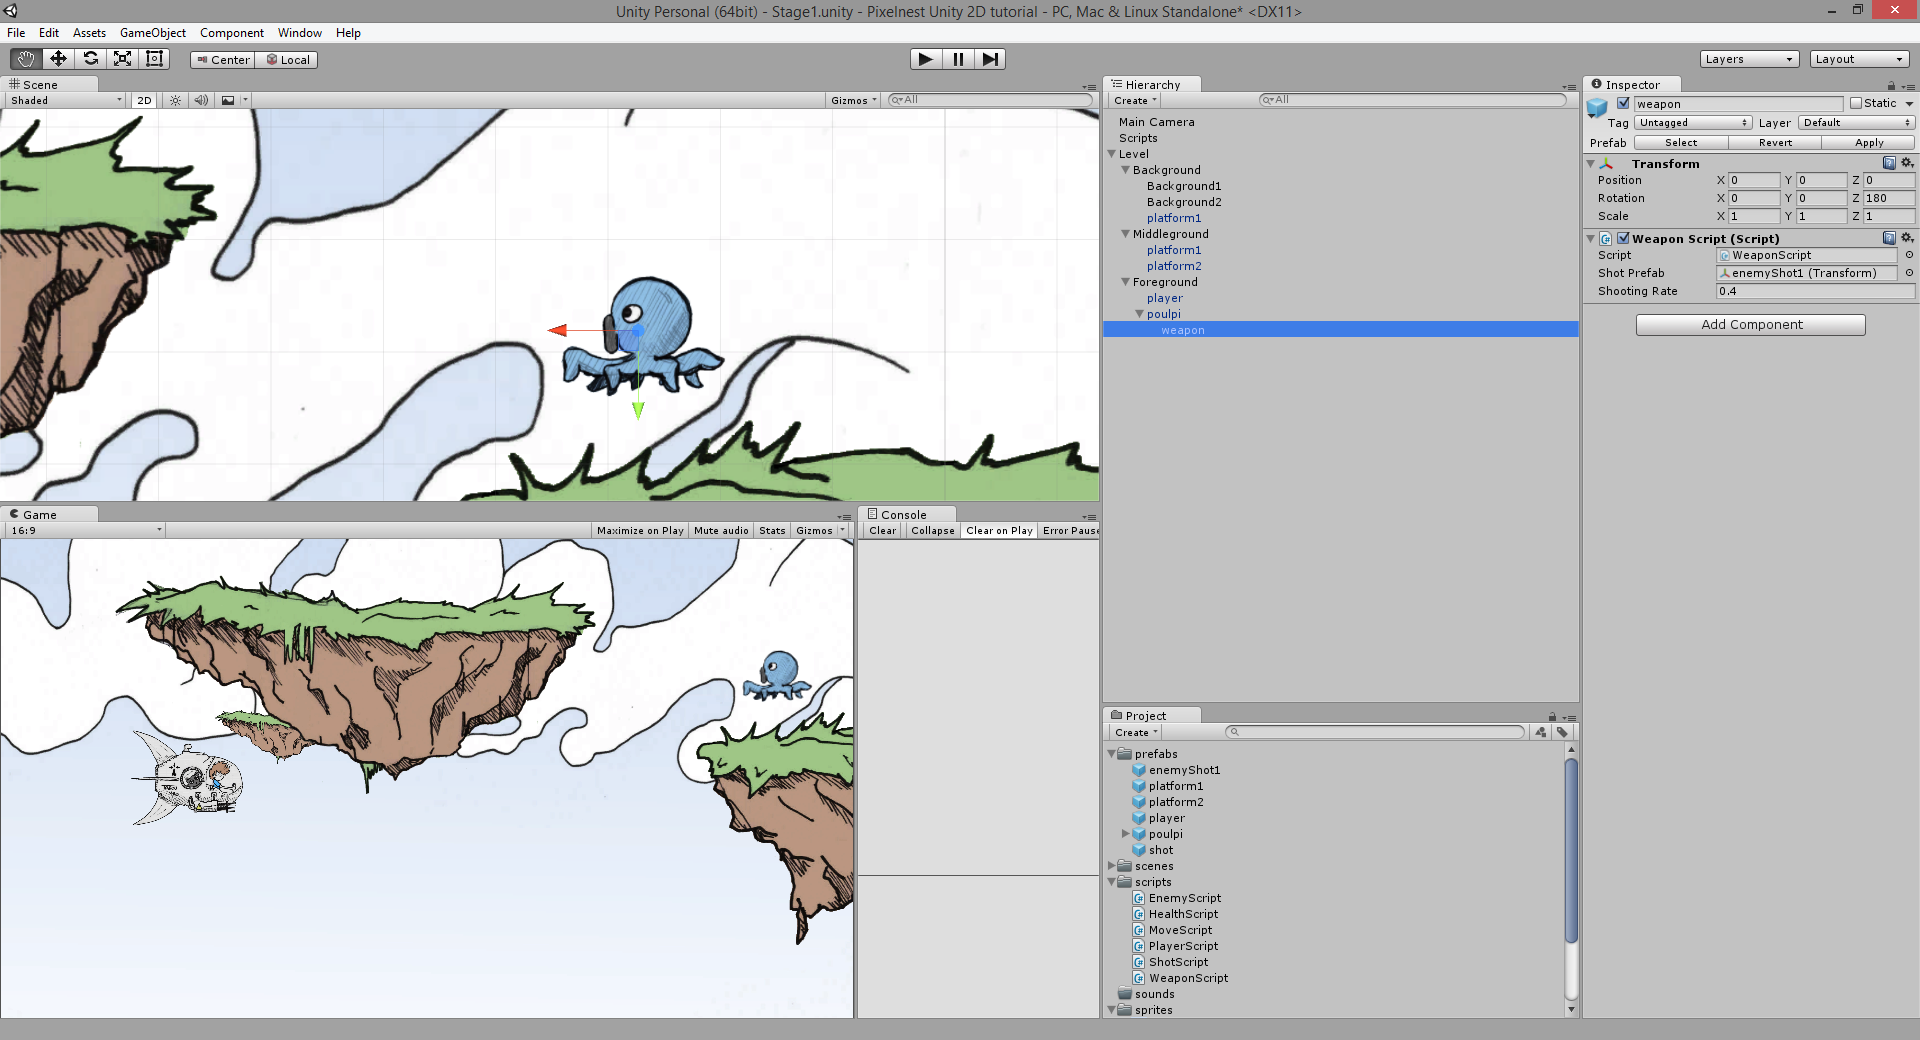 Unity Personal (64bit) - Stage1.unity - Pixelnest Unity 2D tutorial - PC, Mac & Linux Standalone* <DX11>
File Edit Assets GameObject Component Window Help
Center Local
Layers Layout
Scene
Shaded 2D Gizmos All
Game
16:9 Maximize on Play Mute audio Stats Gizmos
Console
Clear Collapse Clear on Play Error Pause
Hierarchy
Create All
Main Camera
Scripts
Level
Background
Background1
Background2
platform1
Middleground
platform1
platform2
Foreground
player
poulpi
weapon
Project
Create
prefabs
enemyShot1
platform1
platform2
player
poulpi
shot
scenes
scripts
EnemyScript
HealthScript
MoveScript
PlayerScript
ShotScript
WeaponScript
sounds
sprites
Inspector
weapon Static
Tag Untagged Layer Default
Prefab Select Revert Apply
Transform
Position X 0 Y 0 Z 0
Rotation X 0 Y 0 Z 180
Scale X 1 Y 1 Z 1
Weapon Script (Script)
Script WeaponScript
Shot Prefab enemyShot1 (Transform)
Shooting Rate 0.4
Add Component